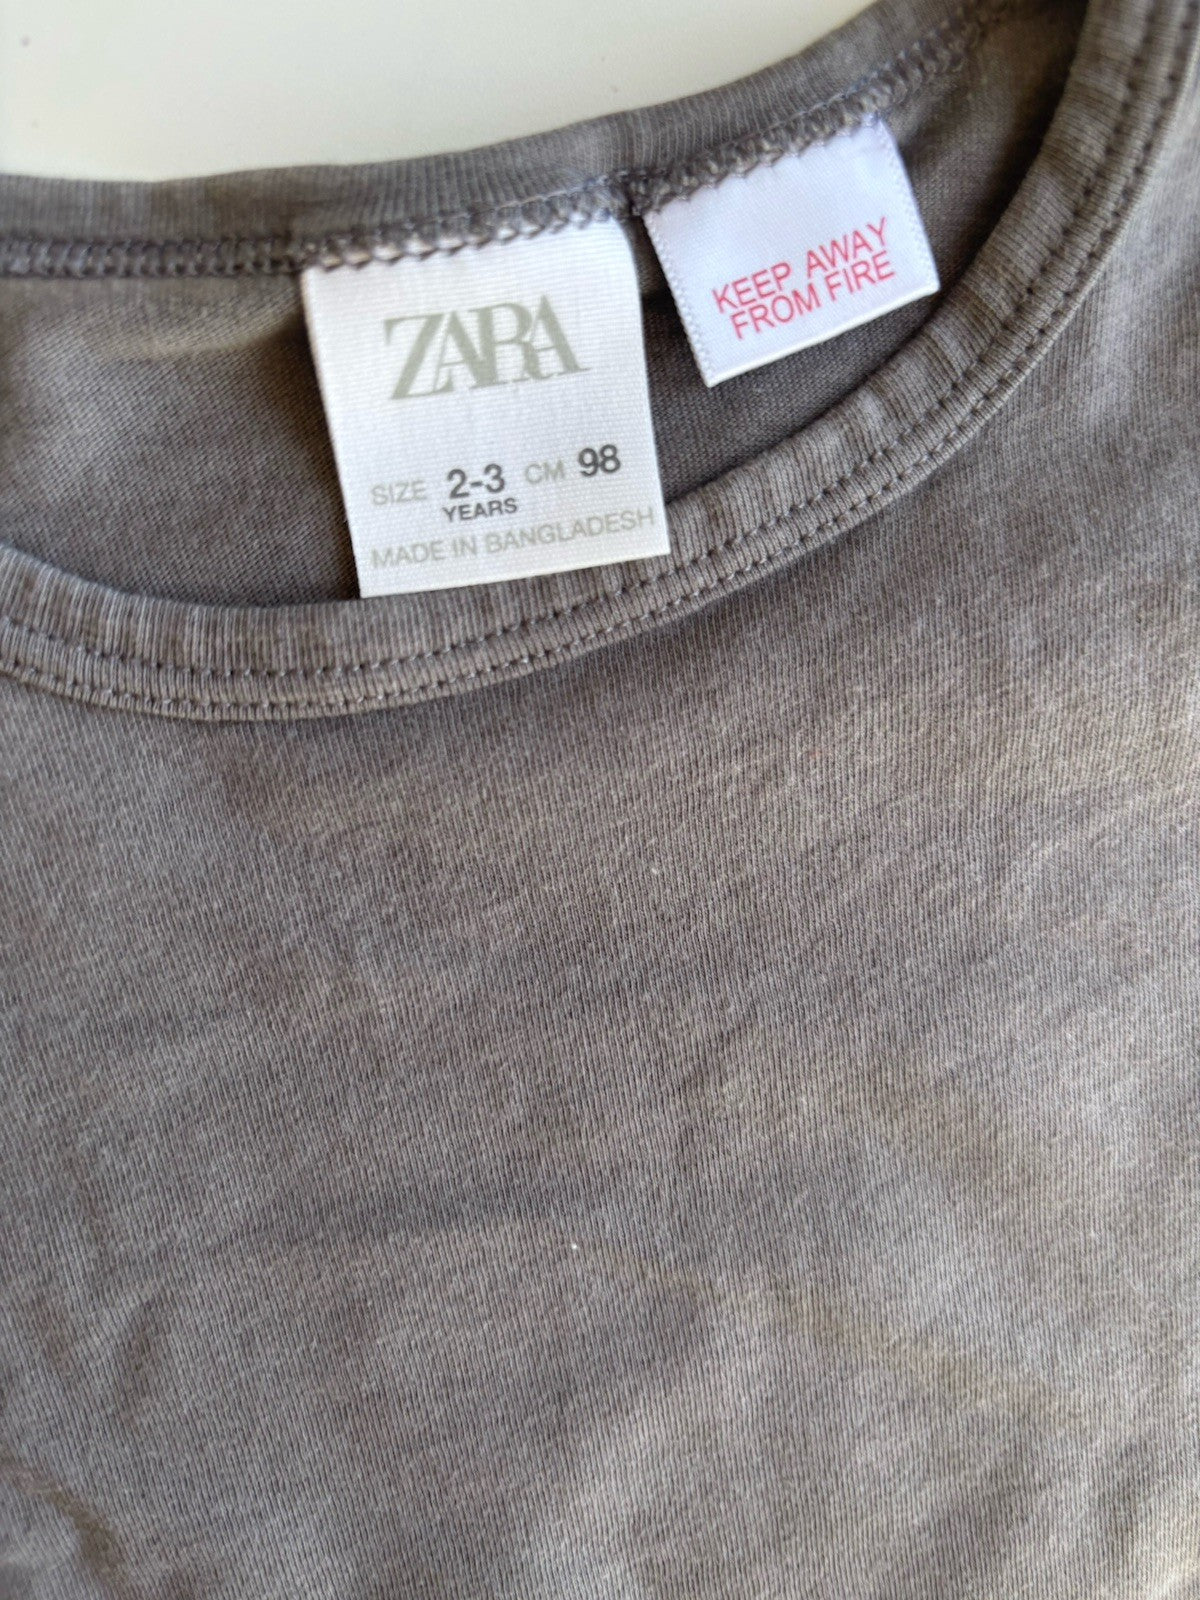 ZARA
SIZE 2-3 CM 98
YEARS
MADE IN BANGLADESH
KEEP AWAY
FROM FIRE